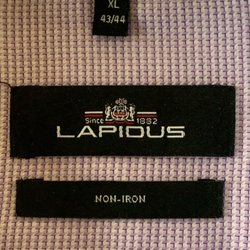 XL
43/44
Since 1882
LAPIDUS
NON-IRON